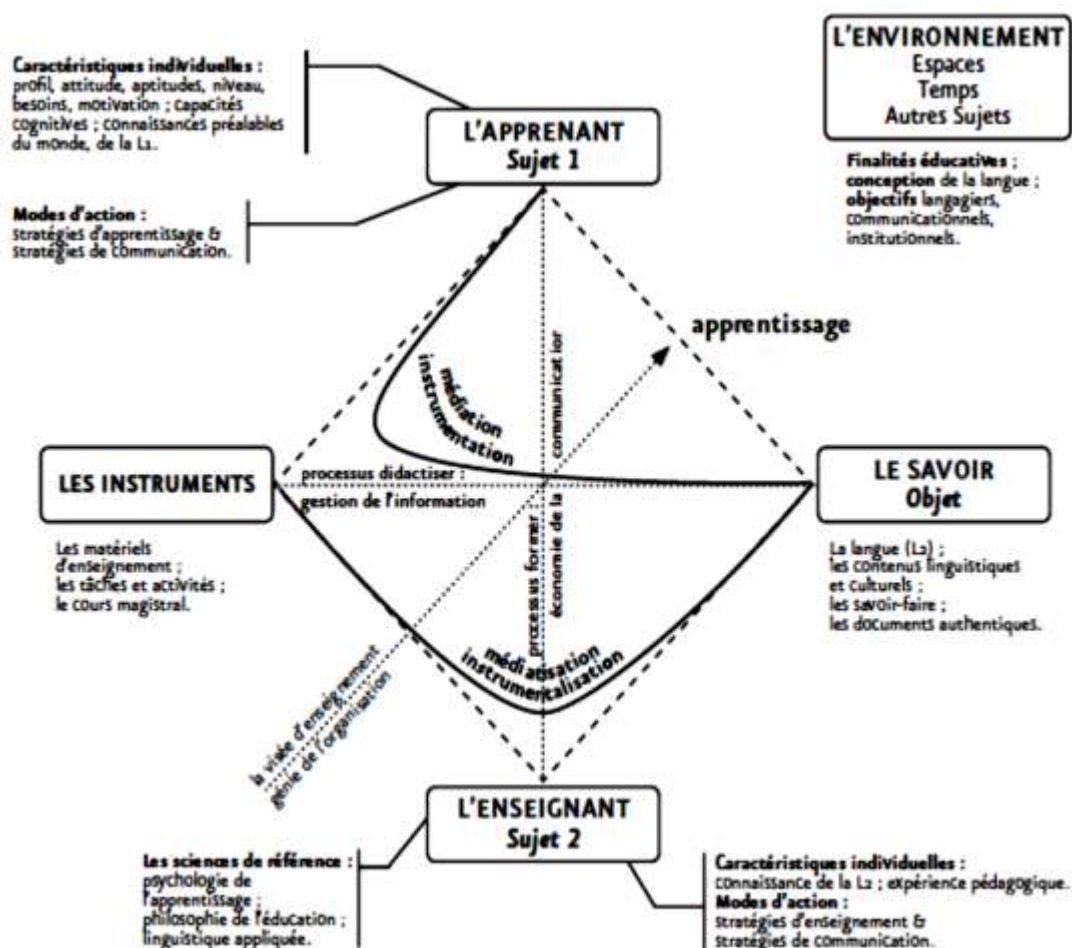 L'ENVIRONNEMENT
Espaces
Temps
Autres Sujets
Finalités éducatives ;
conception de la langue ;
objectifs langagiers,
communicationnels,
institutionnels.
Caractéristiques individuelles :
profil, attitude, aptitudes, niveau,
besoins, motivation ; capacités
cognitives ; connaissances préalables
du monde, de la L1.
L'APPRENANT
Sujet 1
Modes d'action :
stratégies d'apprentissage &
stratégies de communication.
apprentissage
médiation
instrumentation
processus former :
économie de la communication
LES INSTRUMENTS
processus didactiser :
gestion de l'information
LE SAVOIR
Objet
Les matériels
d'enseignement ;
les tâches et activités ;
le cours magistral.
La langue (L2) ;
les contenus linguistiques
et culturels ;
les savoir-faire ;
les documents authentiques.
médiatisation
instrumentalisation
la visée d'enseignement
génie de l'organisation
L'ENSEIGNANT
Sujet 2
Les sciences de référence :
psychologie de
l'apprentissage ;
philosophie de l'éducation ;
linguistique appliquée.
Caractéristiques individuelles :
connaissance de la L2 ; expérience pédagogique.
Modes d'action :
stratégies d'enseignement &
stratégies de communication.